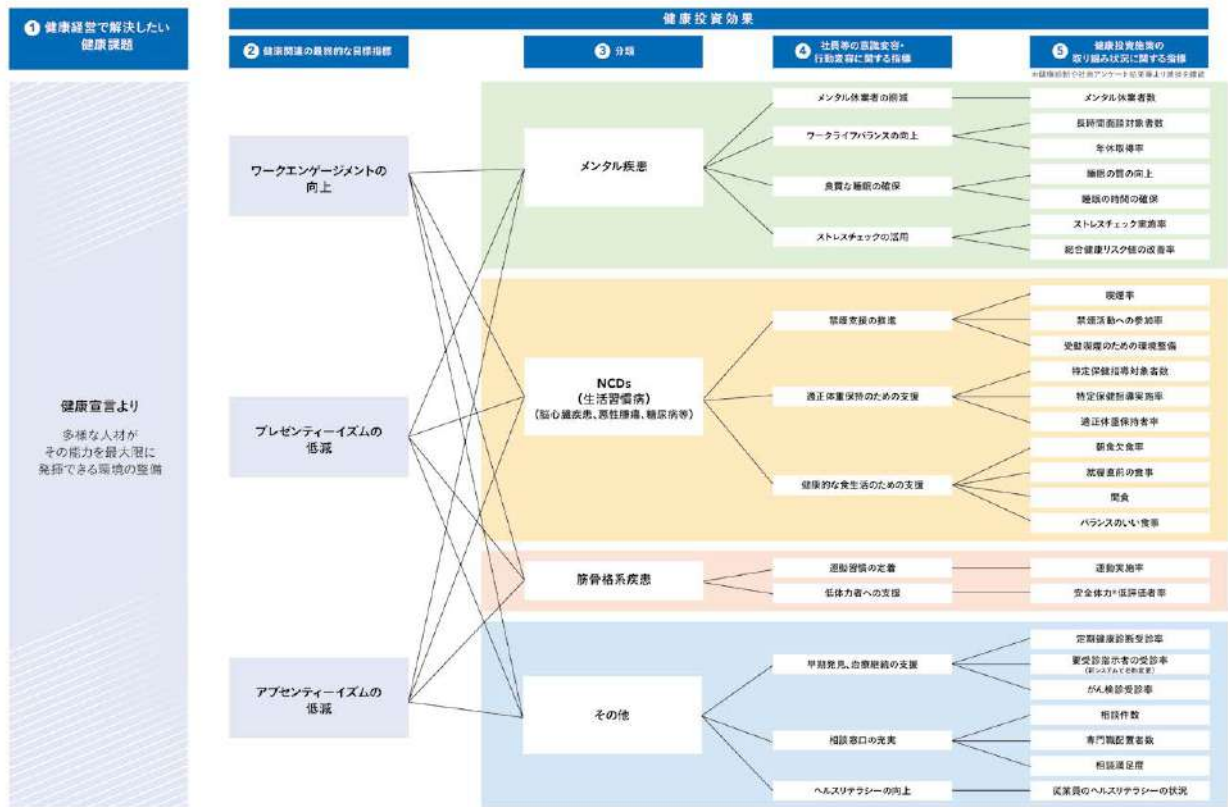 1 健康経営で解決したい
健康課題
健康投資効果
2 健康関連の最終的な目標指標
3 分類
4 社員等の意識変容・
行動変容に関する指標
5 健康投資施策の
取り組み状況に関する指標
健康宣言より
多様な人材が
その能力を最大限に
発揮できる環境の整備
ワークエンゲージメントの
向上
プレゼンティーイズムの
低減
アブセンティーイズムの
低減
メンタル疾患
メンタル休業者の削減
メンタル休業者数
ワークライフバランスの向上
長時間面談対象者数
年休取得率
良質な睡眠の確保
睡眠の質の向上
睡眠の時間の確保
ストレスチェックの活用
ストレスチェック実施率
総合健康リスク値の改善率
NCDs
(生活習慣病)
(脳心臓疾患、悪性腫瘍、糖尿病等)
禁煙支援の推進
喫煙率
禁煙活動への参加率
受動喫煙のための環境整備
適正体重保持のための支援
特定保健指導対象者数
特定保健指導実施率
適正体重保持者率
健康的な食生活のための支援
朝食欠食率
就寝直前の食事
間食
バランスのいい食事
筋骨格系疾患
運動習慣の定着
運動実施率
低体力者への支援
安全体力※低評価者率
その他
早期発見、治療継続の支援
定期健康診断受診率
要受診指示者の受診率
がん検診受診率
相談窓口の充実
相談件数
専門職配置者数
相談満足度
ヘルスリテラシーの向上
従業員のヘルスリテラシーの状況